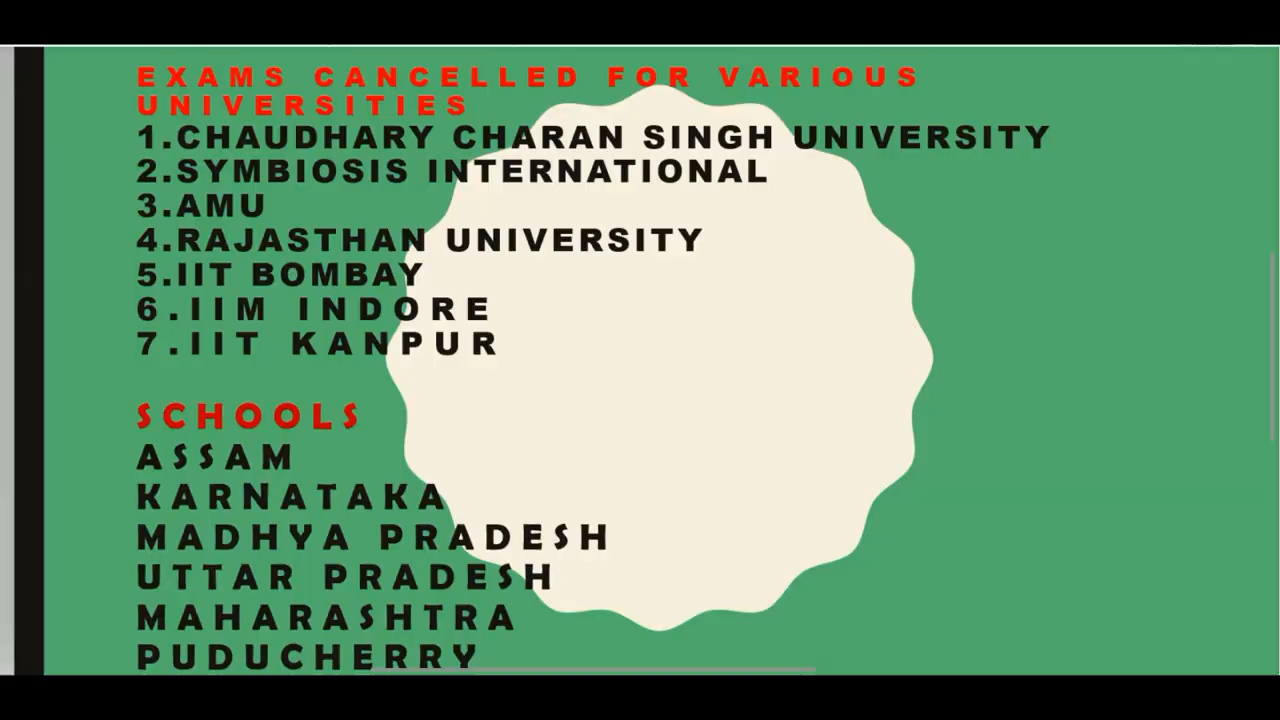 EXAMS CANCELLED FOR VARIOUS
UNIVERSITIES
1.CHAUDHARY CHARAN SINGH UNIVERSITY
2.SYMBIOSIS INTERNATIONAL
3.AMU
4.RAJASTHAN UNIVERSITY
5.IIT BOMBAY
6.IIM INDORE
7.IIT KANPUR
SCHOOLS
ASSAM
KARNATAKA
MADHYA PRADESH
UTTAR PRADESH
MAHARASHTRA
PUDUCHERRY